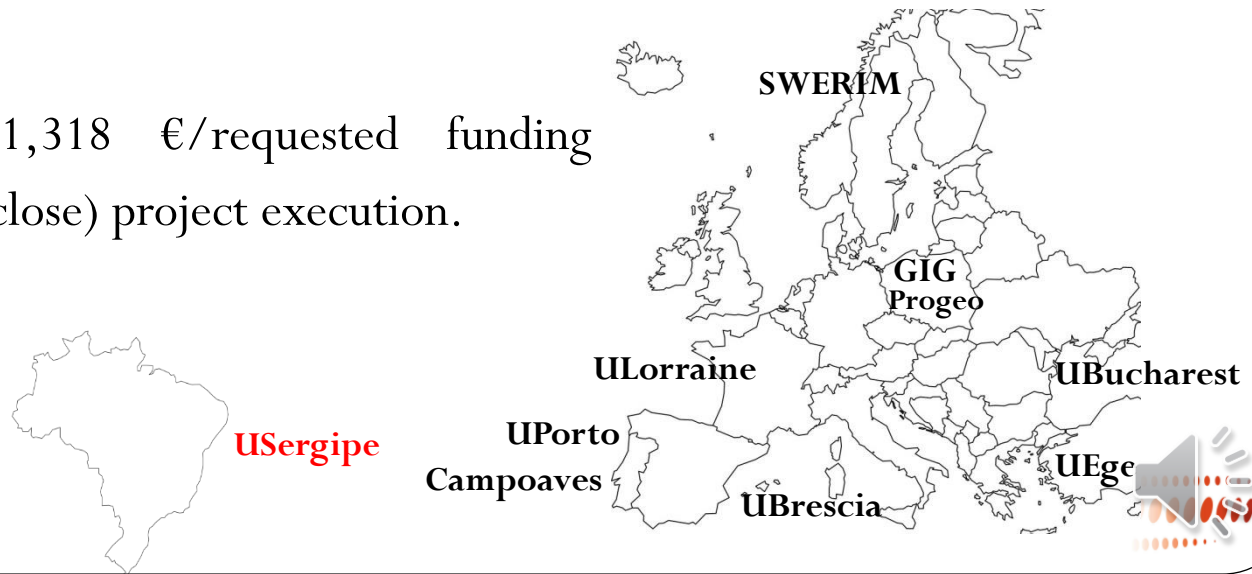 1,318 €/requested funding
close) project execution.
SWERIM
GIG
Progeo
ULorraine
UBucharest
UPorto
USergipe
Campoaves
UEge
UBrescia